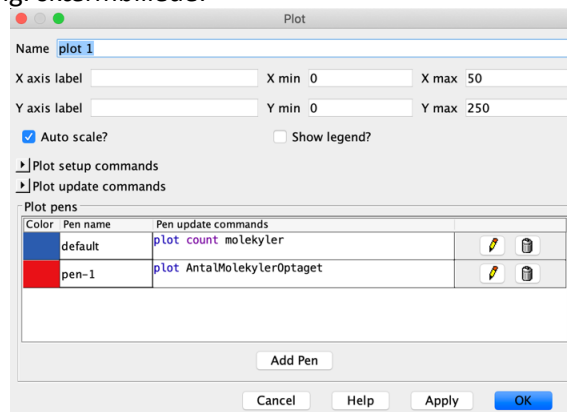 Plot
Name plot 1
X axis label X min 0 X max 50
Y axis label Y min 0 Y max 250
Auto scale? Show legend?
Plot setup commands
Plot update commands
Plot pens
Color Pen name Pen update commands
default plot count molekyler
pen-1 plot AntalMolekylerOptaget
Add Pen
Cancel Help Apply OK